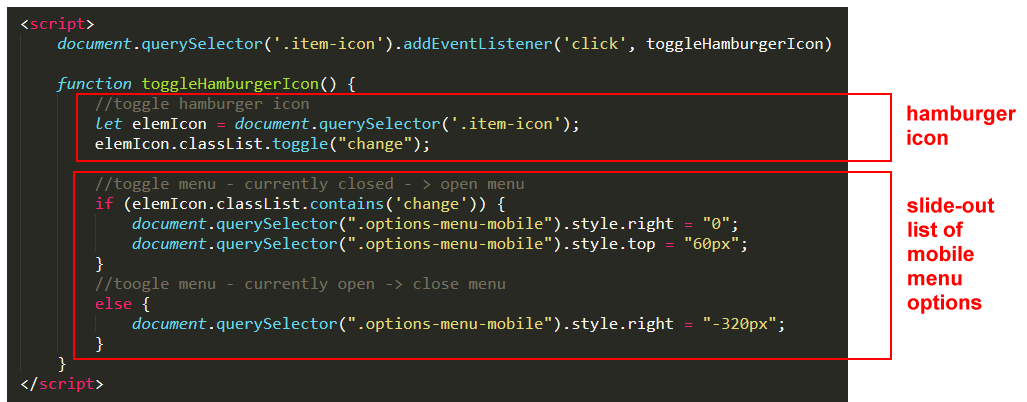 <script>
document.querySelector('.item-icon').addEventListener('click', toggleHamburgerIcon)
function toggleHamburgerIcon() {
//toggle hamburger icon
let elemIcon = document.querySelector('.item-icon');
elemIcon.classList.toggle("change");
//toggle menu - currently closed - > open menu
if (elemIcon.classList.contains('change')) {
document.querySelector(".options-menu-mobile").style.right = "0";
document.querySelector(".options-menu-mobile").style.top = "60px";
}
//toogle menu - currently open -> close menu
else {
document.querySelector(".options-menu-mobile").style.right = "-320px";
}
}
</script>
hamburger
icon
slide-out
list of
mobile
menu
options